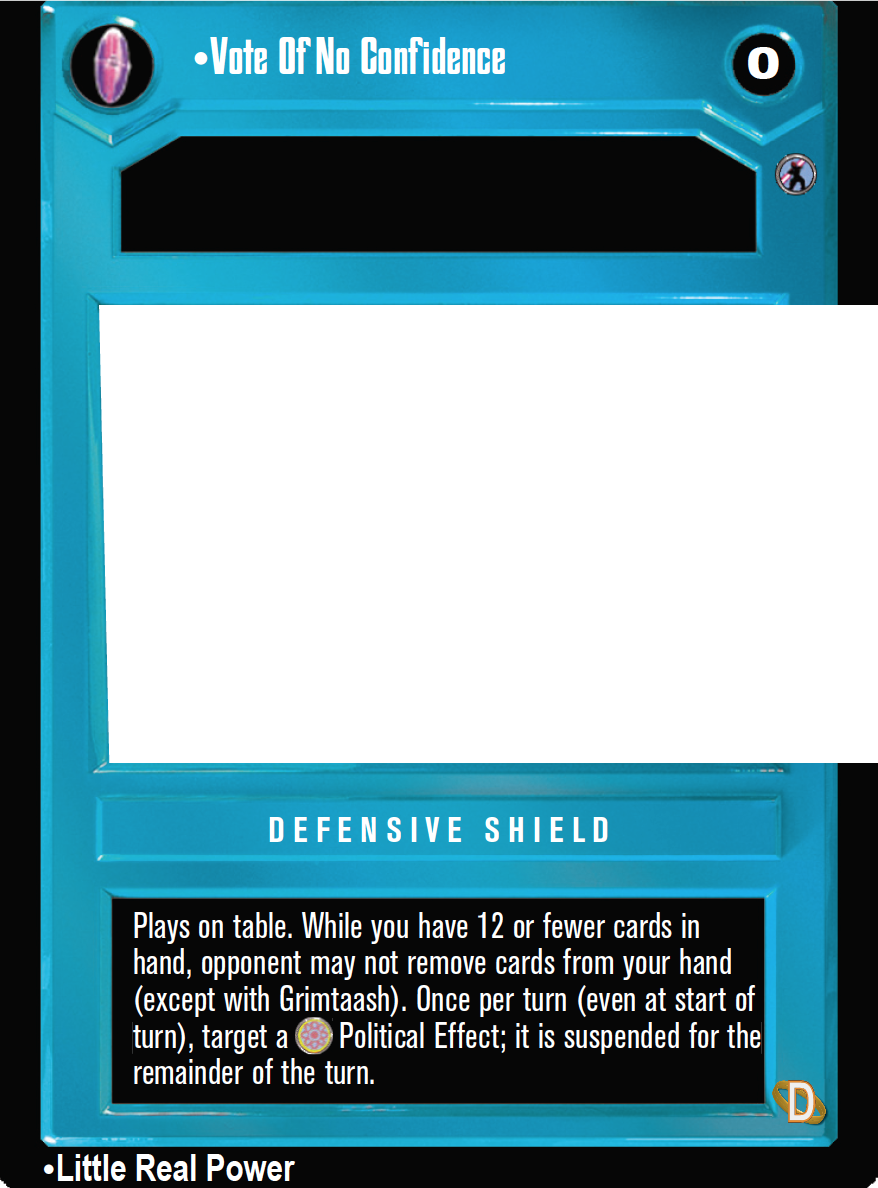 •Vote Of No Confidence
0
DEFENSIVE SHIELD
Plays on table. While you have 12 or fewer cards in
hand, opponent may not remove cards from your hand
(except with Grimtaash). Once per turn (even at start of
turn), target a Political Effect; it is suspended for the
remainder of the turn.
D
•Little Real Power